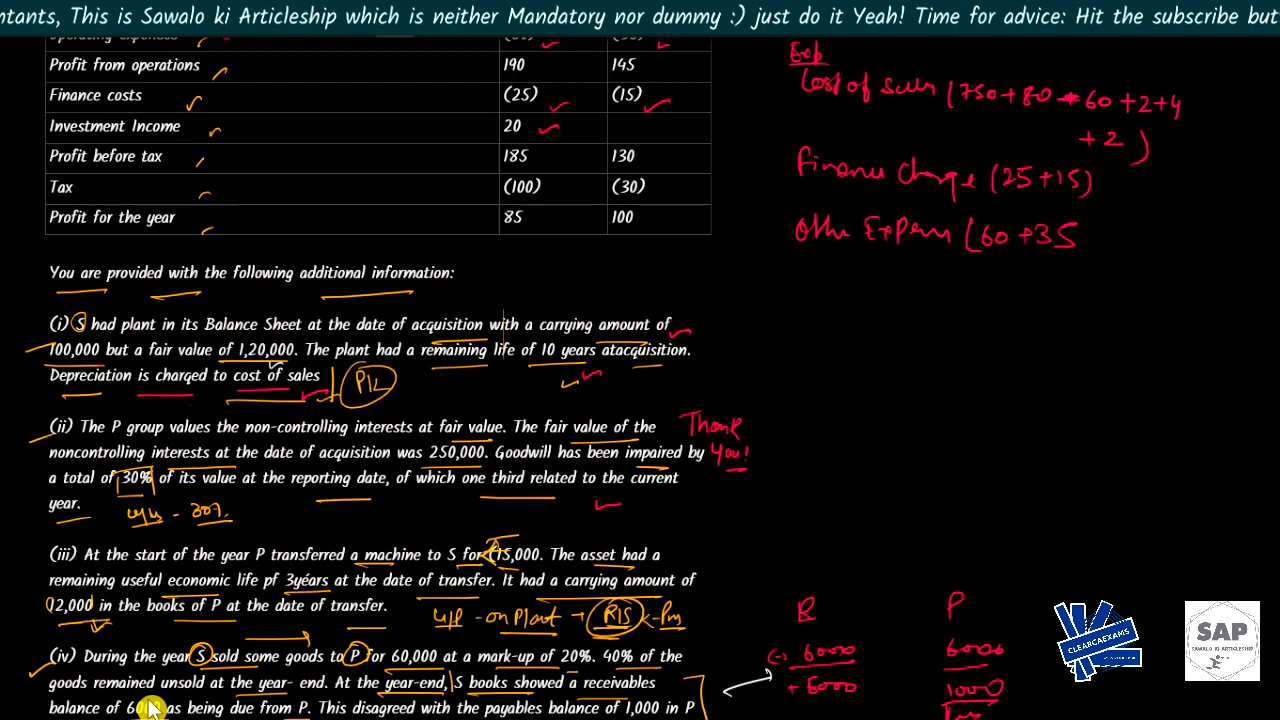 ntants, This is Sawalo ki Articleship which is neither Mandatory nor dummy :) just do it Yeah! Time for advice: Hit the subscribe but
Operating expenses
Profit from operations 190 145
Finance costs (25) (15)
Investment Income 20
Profit before tax 185 130
Tax (100) (30)
Profit for the year 85 100
Cost of (750+80 - 60 + 2+4
+ 2 )
Finance charge (25+15)
(60 +35
You are provided with the following additional information:
(i) S had plant in its Balance Sheet at the date of acquisition with a carrying amount of
100,000 but a fair value of 1,20,000. The plant had a remaining life of 10 years atacquisition.
Depreciation is charged to cost of sales P/L
(ii) The P group values the non-controlling interests at fair value. The fair value of the
noncontrolling interests at the date of acquisition was 250,000. Goodwill has been impaired by
a total of 30% of its value at the reporting date, of which one third related to the current
year.
30%.
Thank
You!
(iii) At the start of the year P transferred a machine to S for 15,000. The asset had a
remaining useful economic life pf 3years at the date of transfer. It had a carrying amount of
12,000 in the books of P at the date of transfer.
on Plant → R/S
(iv) During the year S sold some goods to P for 60,000 at a mark-up of 20%. 40% of the
goods remained unsold at the year- end. At the year-end, S books showed a receivables
balance of as being due from P. This disagreed with the payables balance of 1,000 in P
R P
(-) 6000 6000
+ 5000 1000
CLEARCAEXAMS
SAP
SAWALO KI ARTICLESHIP